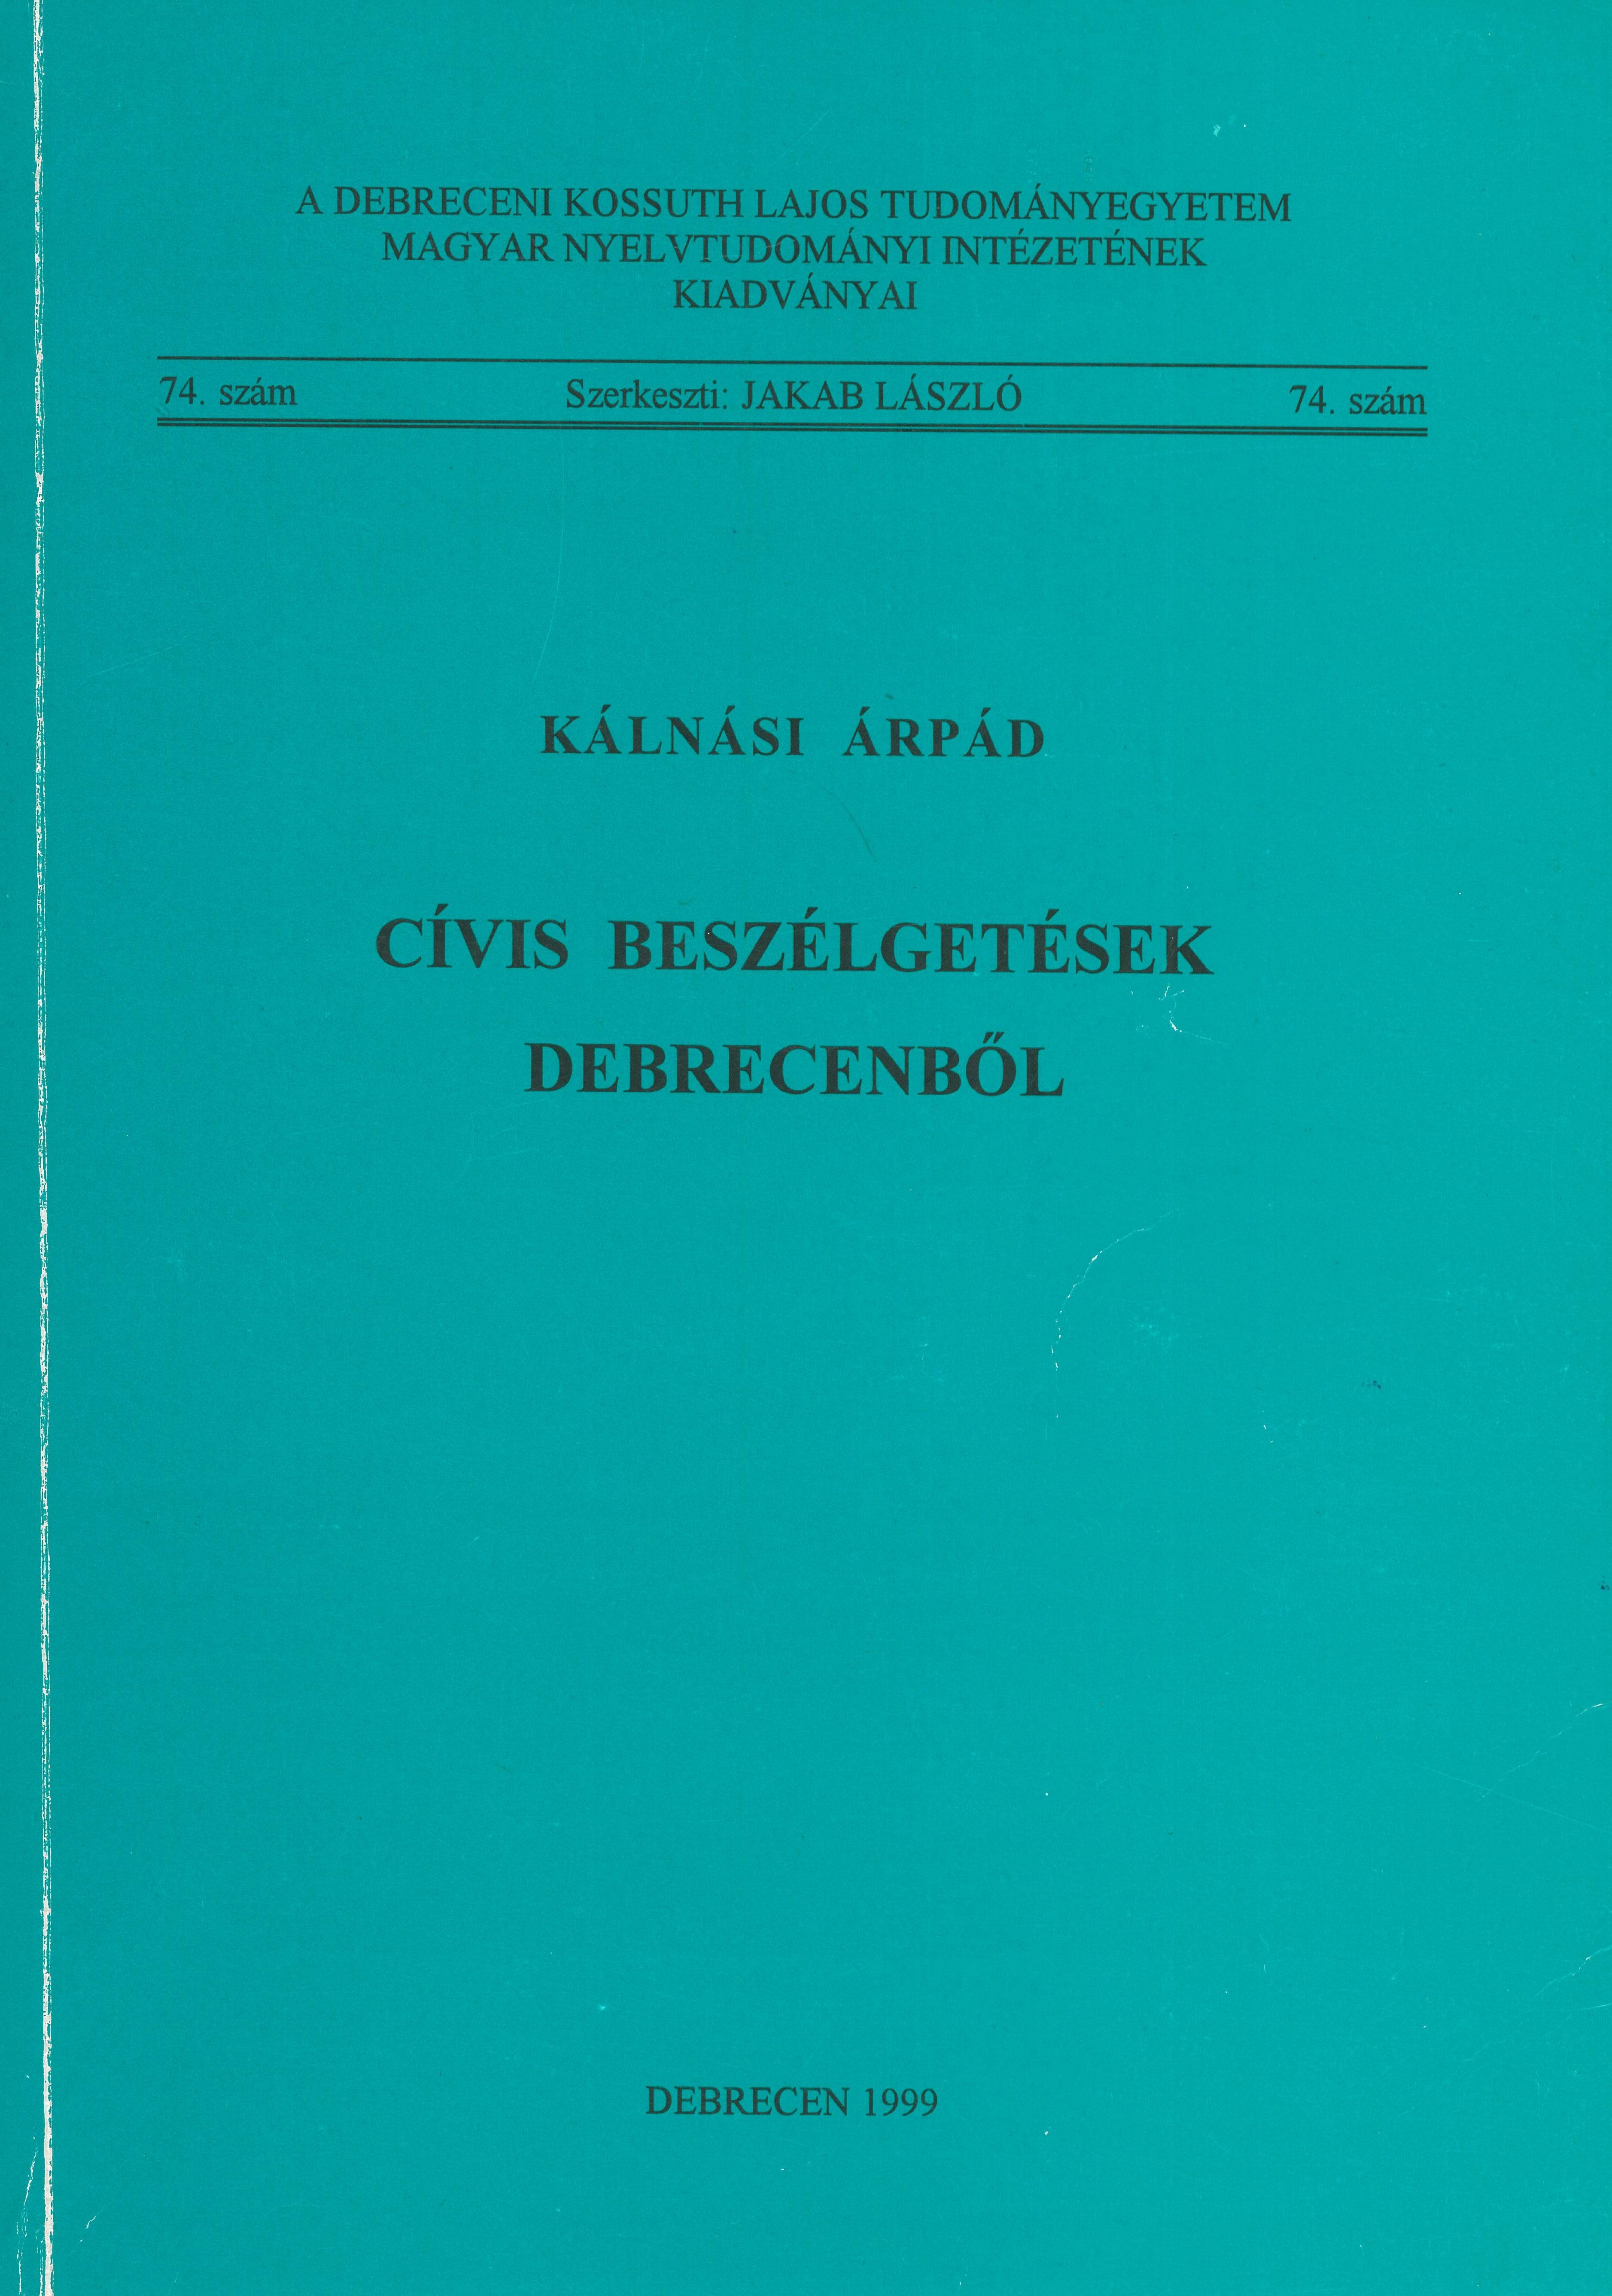 A DEBRECENI KOSSUTH LAJOS TUDOMÁNYEGYETEM
MAGYAR NYELVTUDOMÁNYI INTÉZETÉNEK
KIADVÁNYAI
74. szám Szerkeszti: JAKAB LÁSZLÓ 74. szám
KÁLNÁSI ÁRPÁD
CÍVIS BESZÉLGETÉSEK
DEBRECENBŐL
DEBRECEN 1999